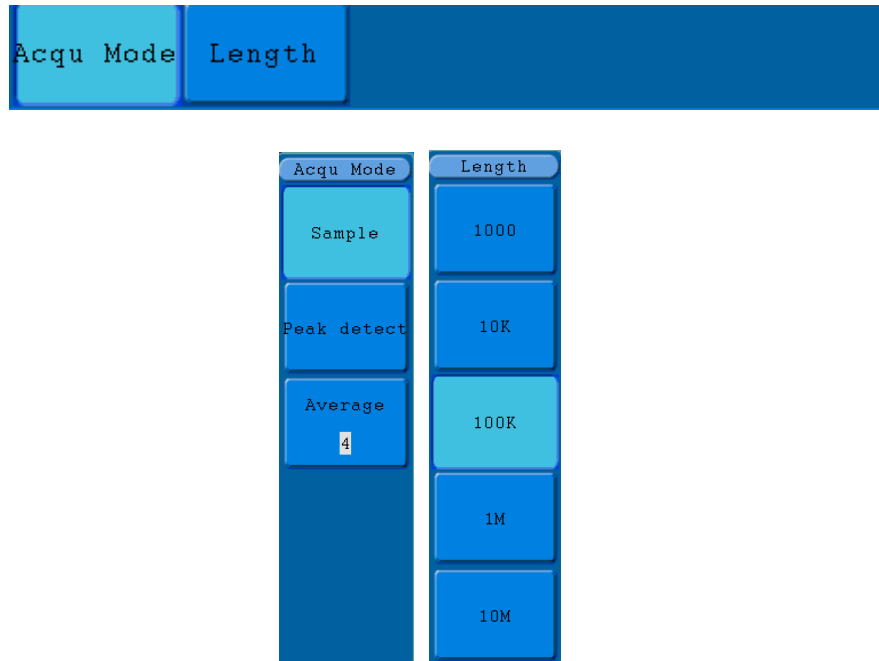 Acqu Mode Length
Acqu Mode
Sample
Peak detect
Average
4
Length
1000
10K
100K
1M
10M